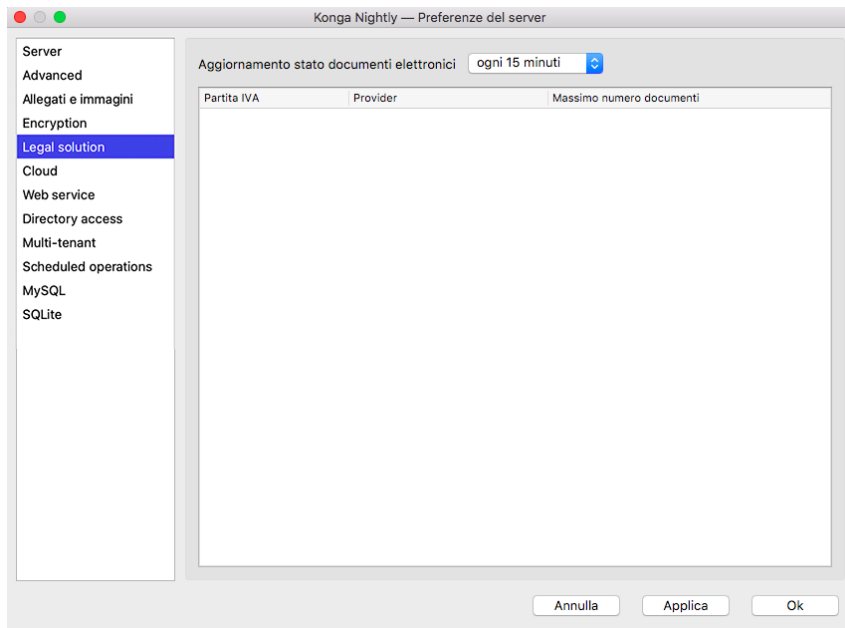 Konga Nightly — Preferenze del server
Server
Advanced
Allegati e immagini
Encryption
Legal solution
Cloud
Web service
Directory access
Multi-tenant
Scheduled operations
MySQL
SQLite
Aggiornamento stato documenti elettronici ogni 15 minuti
Partita IVA Provider Massimo numero documenti
Annulla Applica Ok